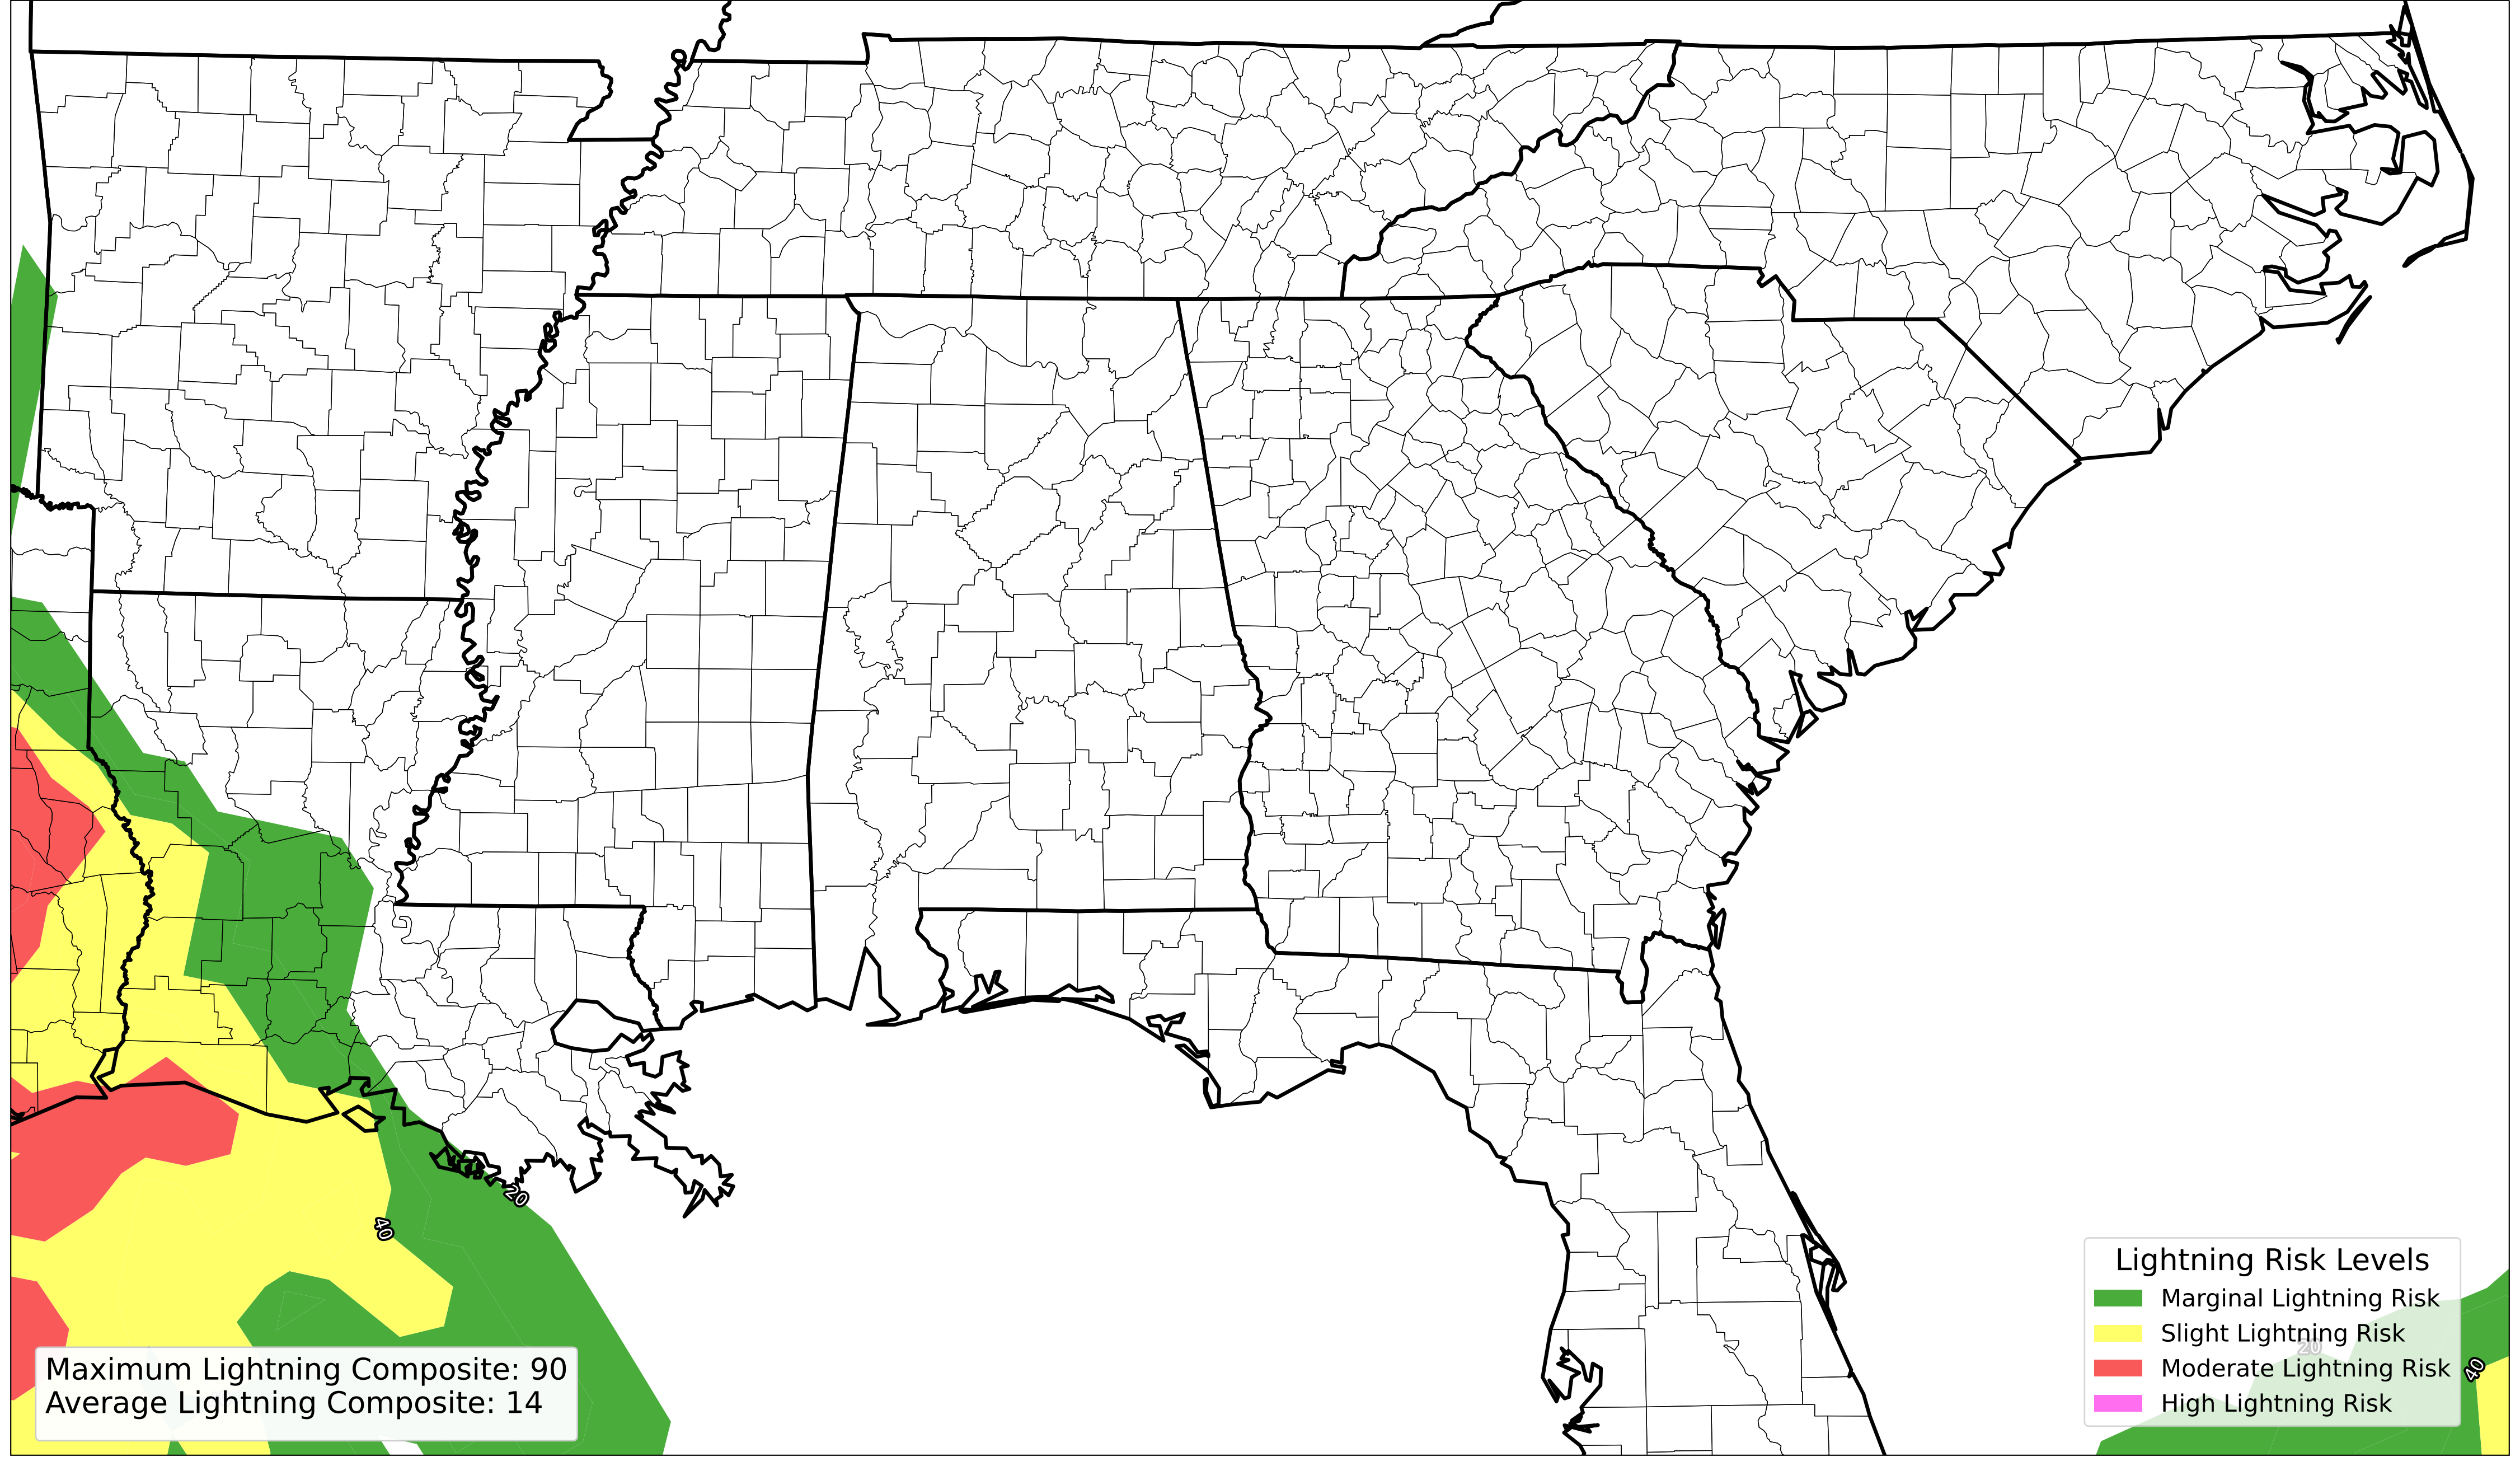 20
40
Maximum Lightning Composite: 90
Average Lightning Composite: 14
Lightning Risk Levels
Marginal Lightning Risk
Slight Lightning Risk
Moderate Lightning Risk
High Lightning Risk
20
40